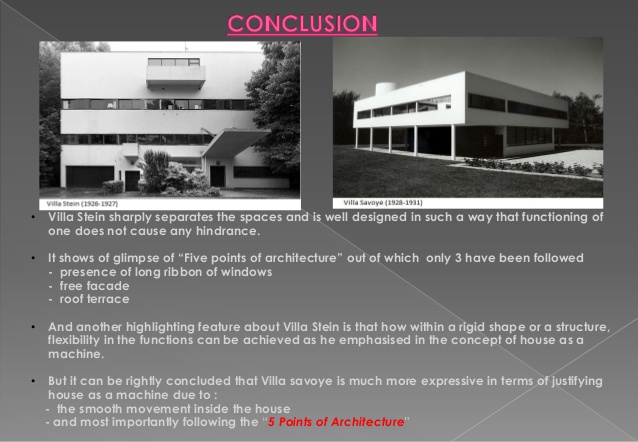 CONCLUSION
Villa Stein (1926-1927)
Villa Savoye (1928-1931)
• Villa Stein sharply separates the spaces and is well designed in such a way that functioning of
one does not cause any hindrance.
• It shows of glimpse of “Five points of architecture” out of which only 3 have been followed
- presence of long ribbon of windows
- free facade
- roof terrace
• And another highlighting feature about Villa Stein is that how within a rigid shape or a structure,
flexibility in the functions can be achieved as he emphasised in the concept of house as a
machine.
• But it can be rightly concluded that Villa savoye is much more expressive in terms of justifying
house as a machine due to :
- the smooth movement inside the house
- and most importantly following the “5 Points of Architecture”